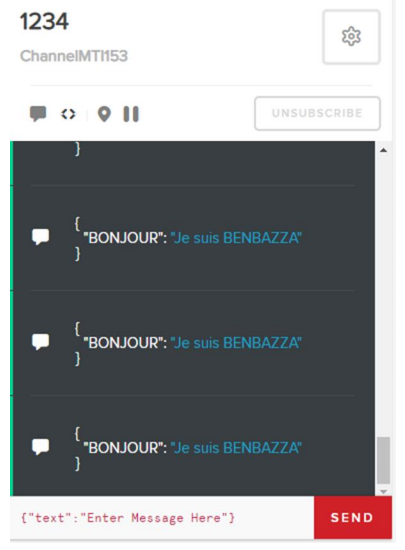 1234
ChannelMTI153
UNSUBSCRIBE
}
{
"BONJOUR": "Je suis BENBAZZA"
}
{
"BONJOUR": "Je suis BENBAZZA"
}
{
"BONJOUR": "Je suis BENBAZZA"
}
{"text":"Enter Message Here"}
SEND